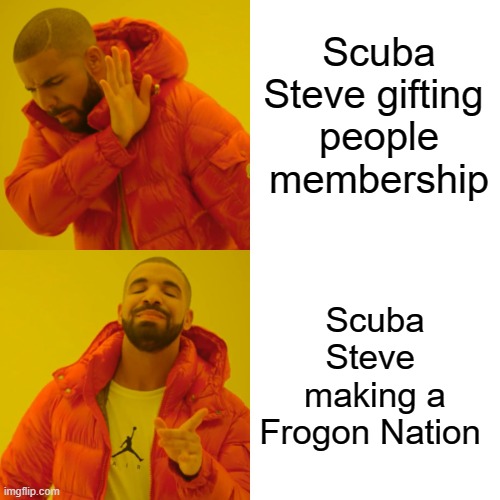 Scuba
Steve gifting
people
membership
Scuba
Steve
making a
Frogon Nation
imgflip.com